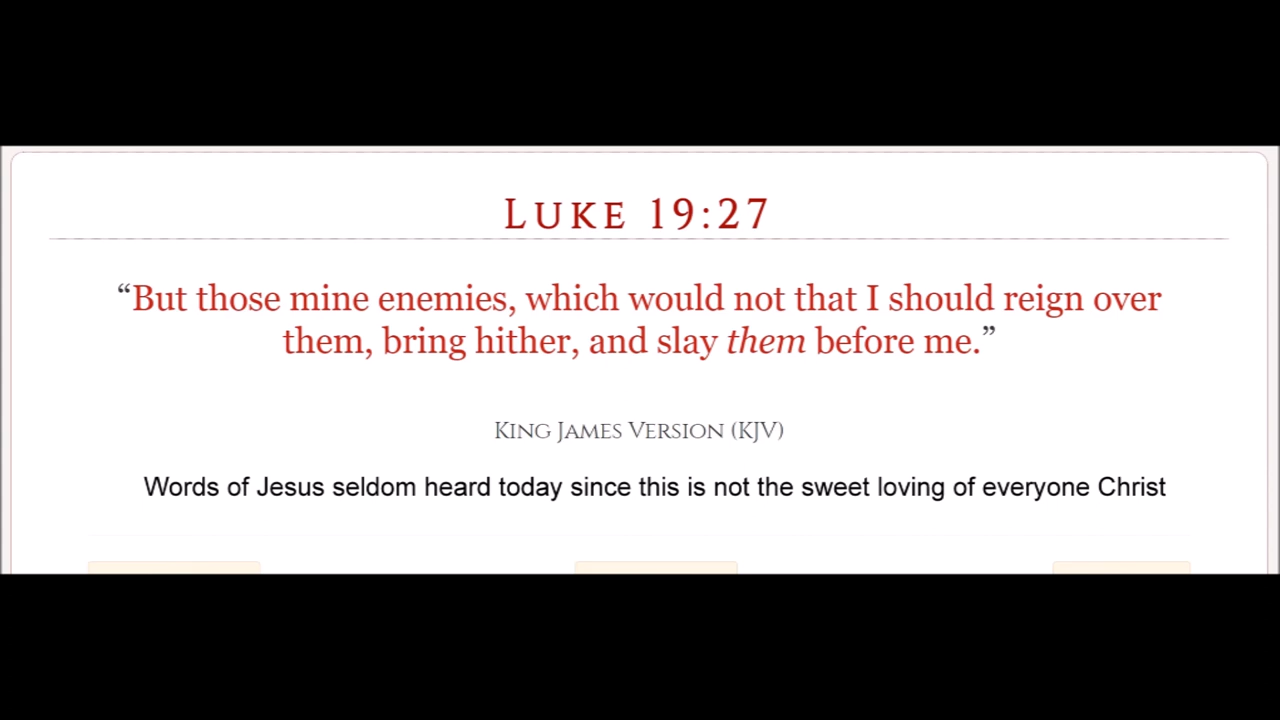 Luke 19:27
“But those mine enemies, which would not that I should reign over
them, bring hither, and slay them before me.”
King James Version (KJV)
Words of Jesus seldom heard today since this is not the sweet loving of everyone Christ